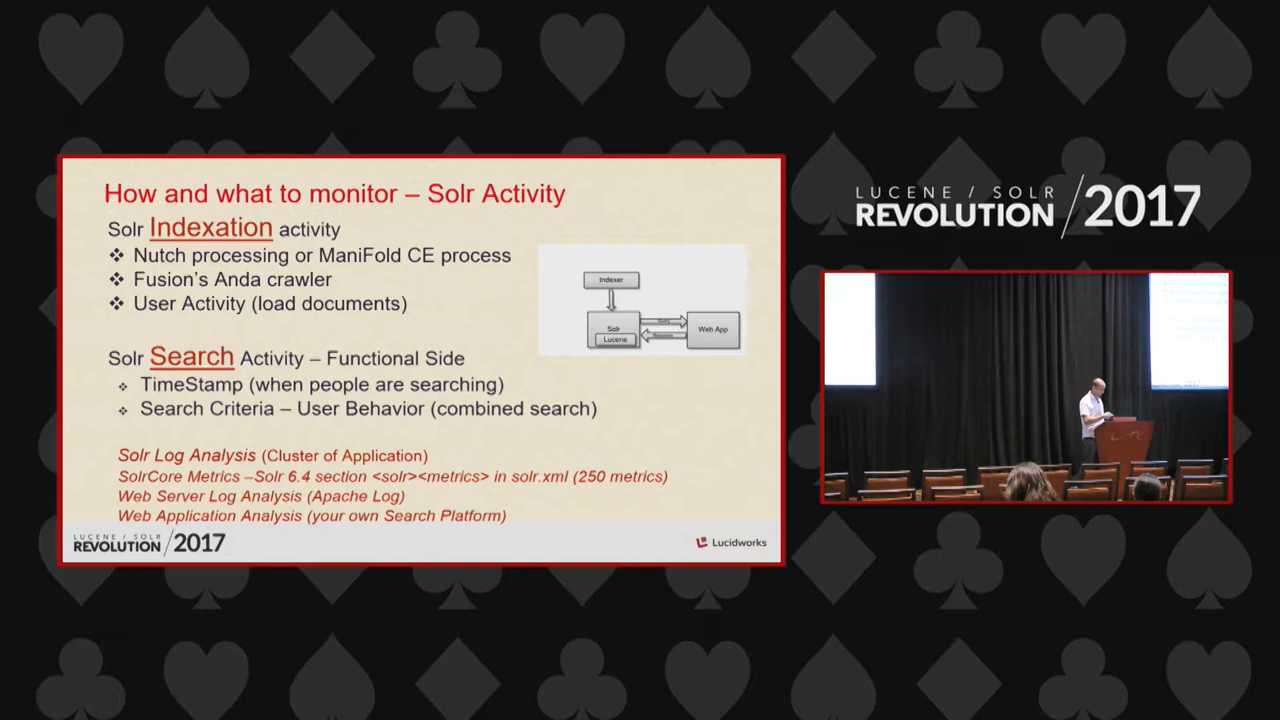 How and what to monitor – Solr Activity
Solr Indexation activity
❖ Nutch processing or ManiFold CE process
❖ Fusion's Anda crawler
❖ User Activity (load documents)
Indexer
Solr
Lucene
Web App
Solr Search Activity – Functional Side
❖ TimeStamp (when people are searching)
❖ Search Criteria – User Behavior (combined search)
Solr Log Analysis (Cluster of Application)
SolrCore Metrics –Solr 6.4 section <solr><metrics> in solr.xml (250 metrics)
Web Server Log Analysis (Apache Log)
Web Application Analysis (your own Search Platform)
LUCENE / SOLR
REVOLUTION / 2017
Lucidworks
LUCENE / SOLR
REVOLUTION / 2017